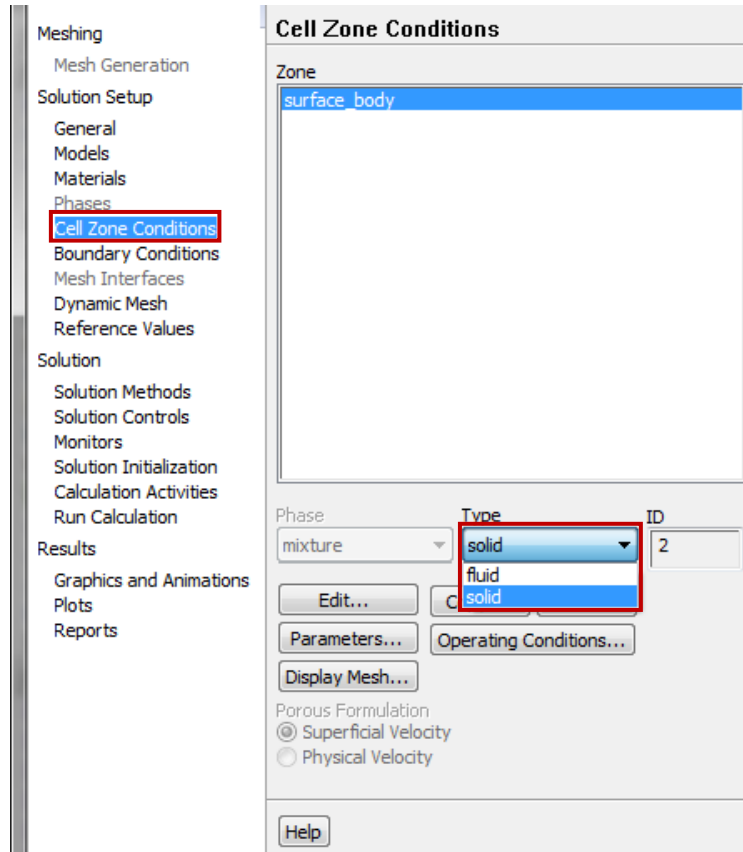 Meshing
Mesh Generation
Solution Setup
General
Models
Materials
Phases
Cell Zone Conditions
Boundary Conditions
Mesh Interfaces
Dynamic Mesh
Reference Values
Solution
Solution Methods
Solution Controls
Monitors
Solution Initialization
Calculation Activities
Run Calculation
Results
Graphics and Animations
Plots
Reports
Cell Zone Conditions
Zone
surface_body
Phase Type ID
mixture solid 2
fluid
solid
Edit...
Parameters... Operating Conditions...
Display Mesh...
Porous Formulation
Superficial Velocity
Physical Velocity
Help